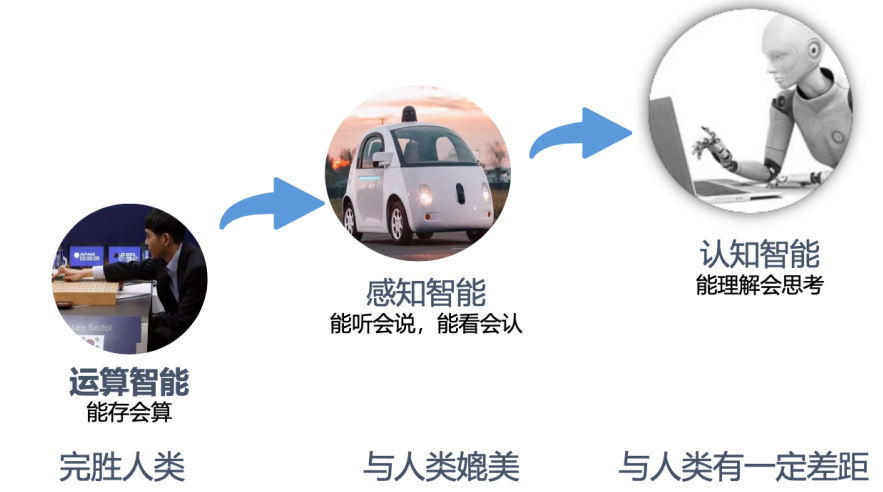 认知智能
能理解会思考
感知智能
能听会说，能看会认
Lee Sedol
运算智能
能存会算
完胜人类
与人类媲美
与人类有一定差距